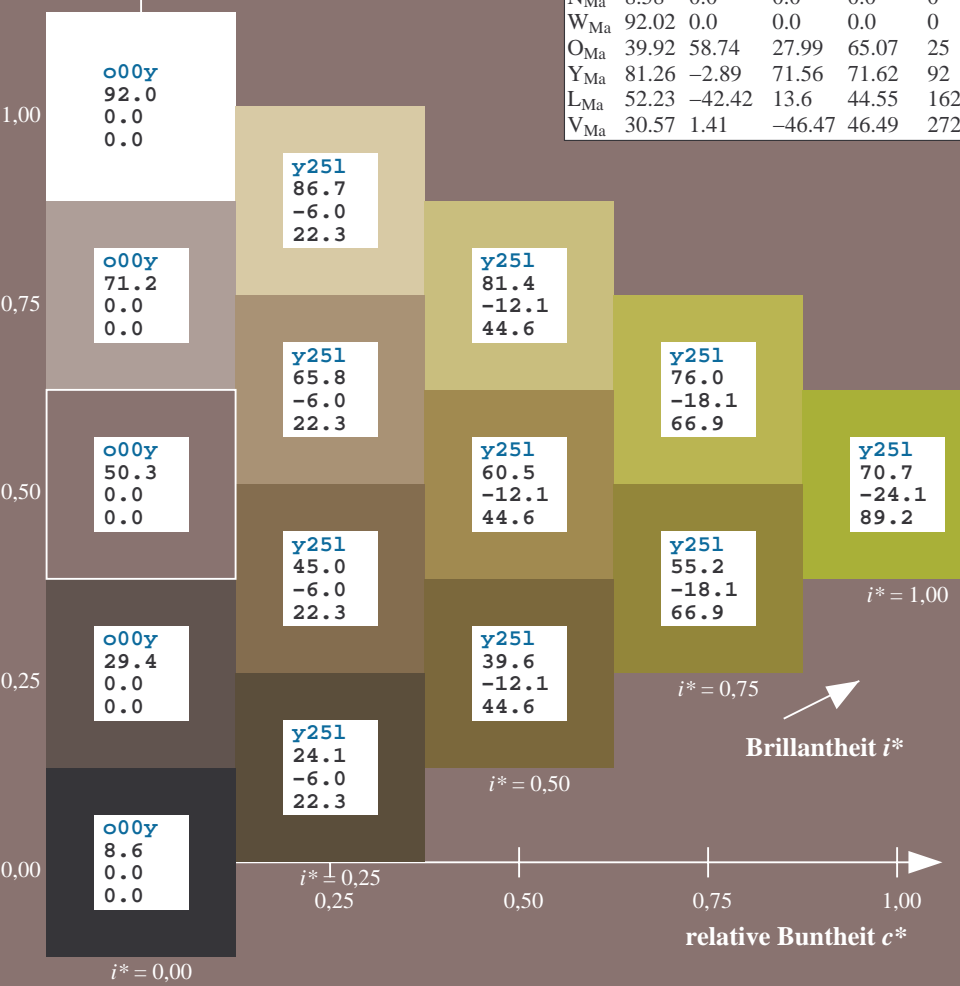 W_Ma 92.02 0.0 0.0 0.0 0
O_Ma 39.92 58.74 27.99 65.07 25
Y_Ma 81.26 −2.89 71.56 71.62 92
L_Ma 52.23 −42.42 13.6 44.55 162
V_Ma 30.57 1.41 −46.47 46.49 272
1,00
o00y
92.0
0.0
0.0
y25l
86.7
-6.0
22.3
0,75
o00y
71.2
0.0
0.0
y25l
81.4
-12.1
44.6
y25l
65.8
-6.0
22.3
y25l
76.0
-18.1
66.9
0,50
o00y
50.3
0.0
0.0
y25l
60.5
-12.1
44.6
y25l
70.7
-24.1
89.2
i* = 1,00
y25l
45.0
-6.0
22.3
y25l
55.2
-18.1
66.9
i* = 0,75
0,25
o00y
29.4
0.0
0.0
y25l
39.6
-12.1
44.6
i* = 0,50
Brillantheit i*
y25l
24.1
-6.0
22.3
i* = 0,25
0,00
o00y
8.6
0.0
0.0
i* = 0,00
0,25 0,50 0,75 1,00
relative Buntheit c*